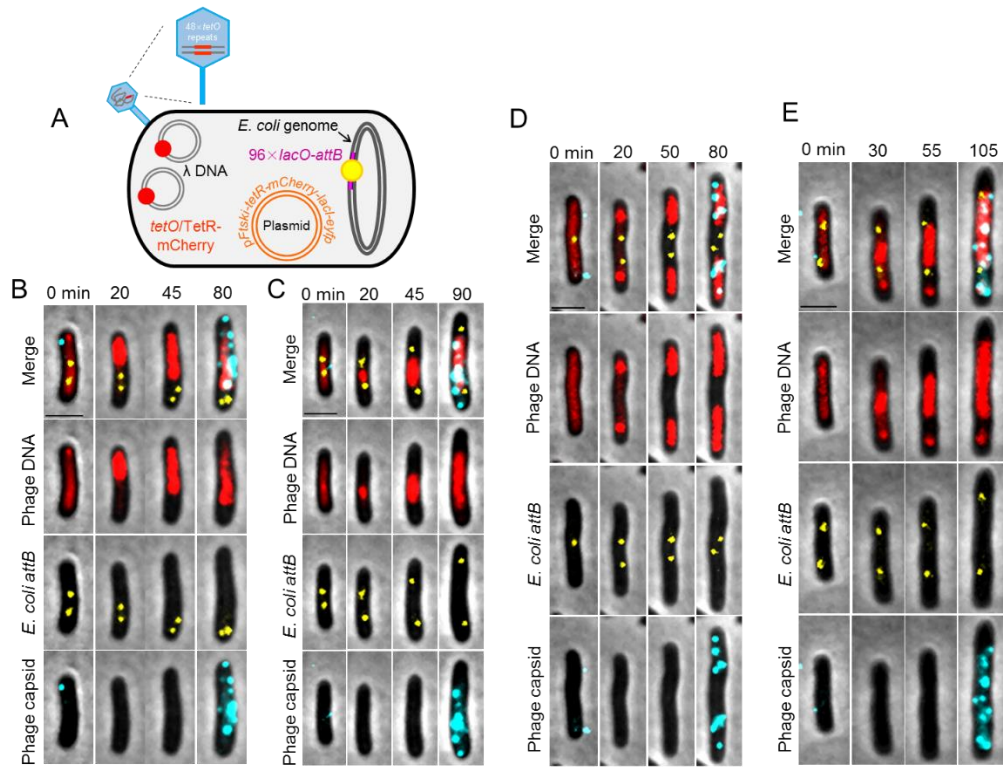 48×tetO
repeats
A
E. coli genome
96×lacO-attB
λ DNA
pFtski-tetR-mCherry-lacI-eyfp
Plasmid
tetO/TetR-
mCherry
B
0 min 20 45 80
Merge
Phage DNA
E. coli attB
Phage capsid
C
0 min 20 45 90
Merge
Phage DNA
E. coli attB
Phage capsid
D
0 min 20 50 80
Merge
Phage DNA
E. coli attB
Phage capsid
E
0 min 30 55 105
Merge
Phage DNA
E. coli attB
Phage capsid